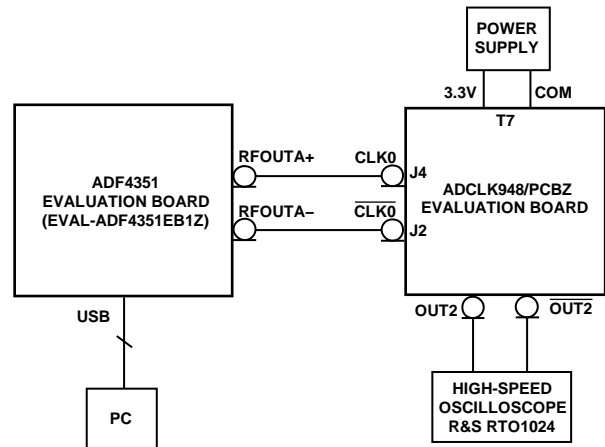 POWER
SUPPLY
3.3V
COM
T7
ADF4351
EVALUATION BOARD
(EVAL-ADF4351EB1Z)
RFOUTA+
CLK0
J4
RFOUTA–
CLK0
J2
ADCLK948/PCBZ
EVALUATION BOARD
USB
OUT2
OUT2
PC
HIGH-SPEED
OSCILLOSCOPE
R&S RTO1024